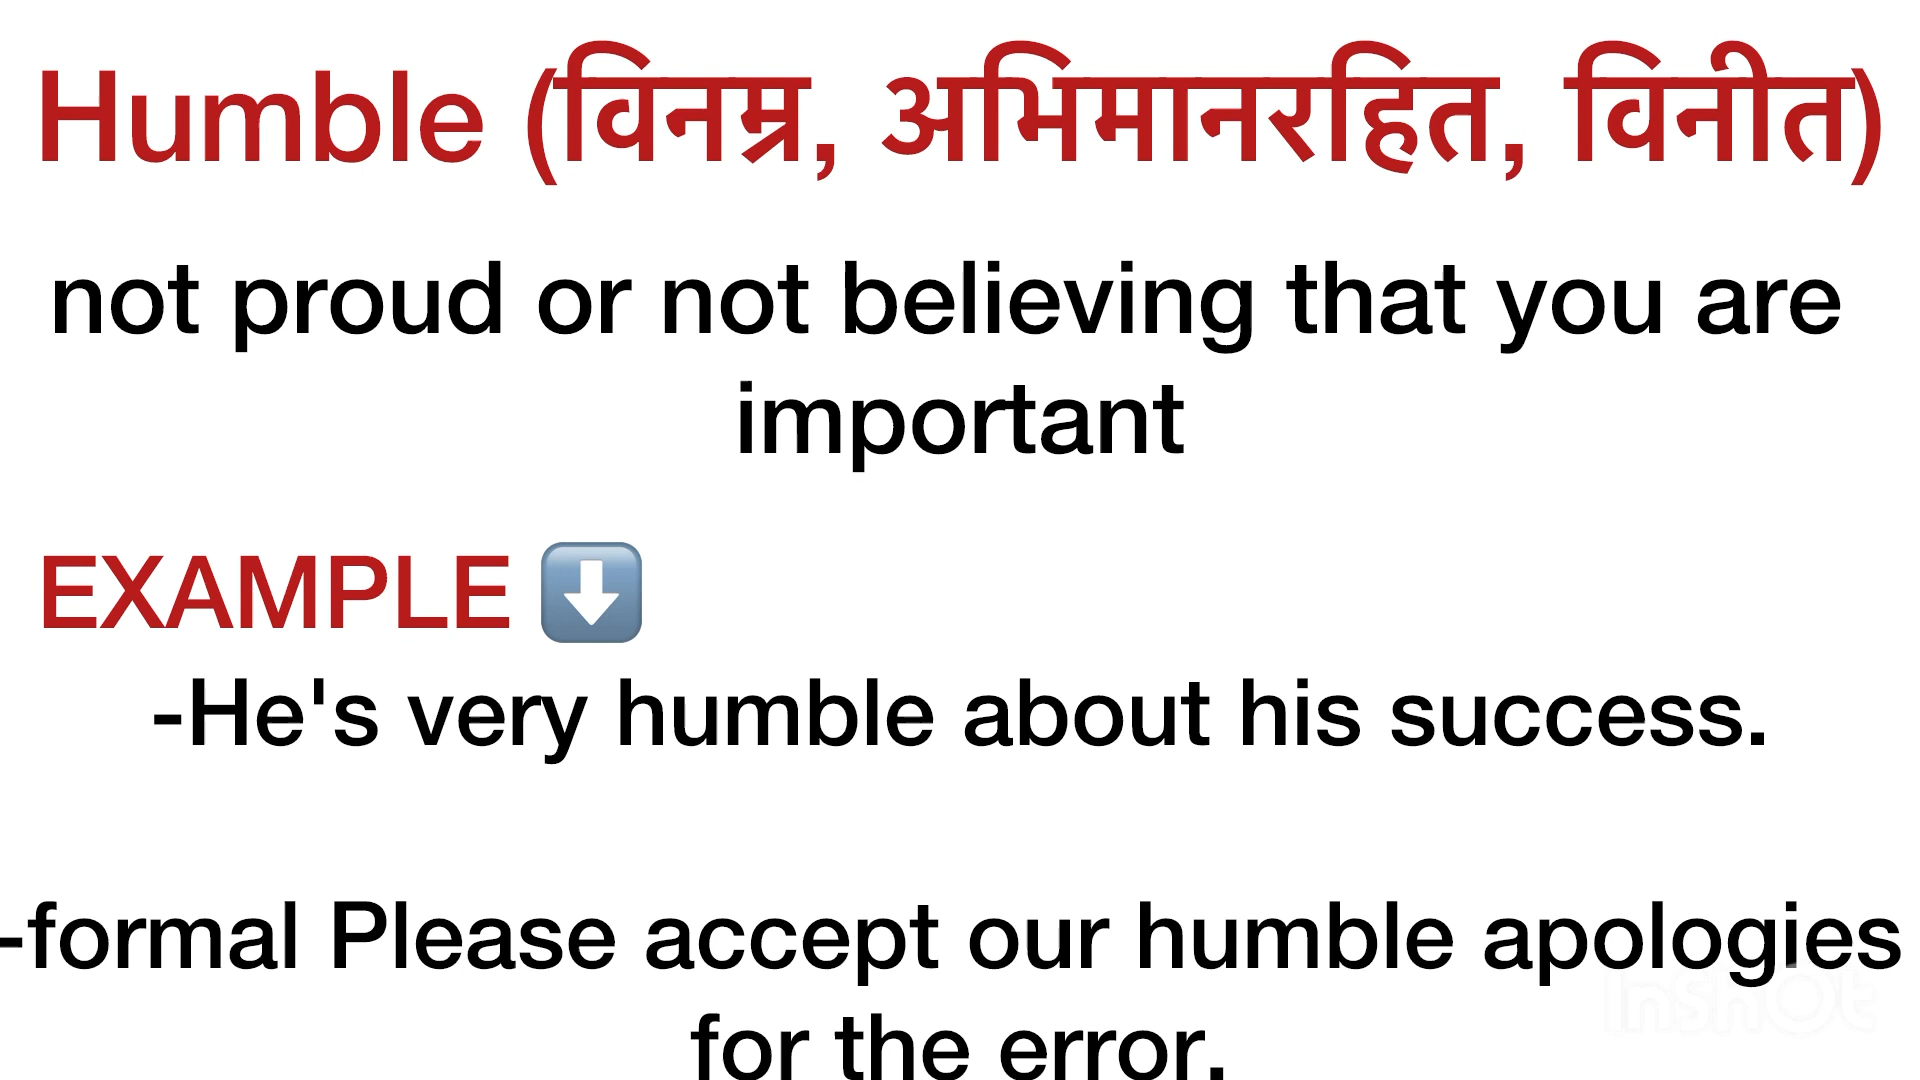 Humble (विनम्र, अभिमानरहित, विनीत)
not proud or not believing that you are
important
EXAMPLE ⬇️
-He's very humble about his success.
-formal Please accept our humble apologies
for the error.
InShOt